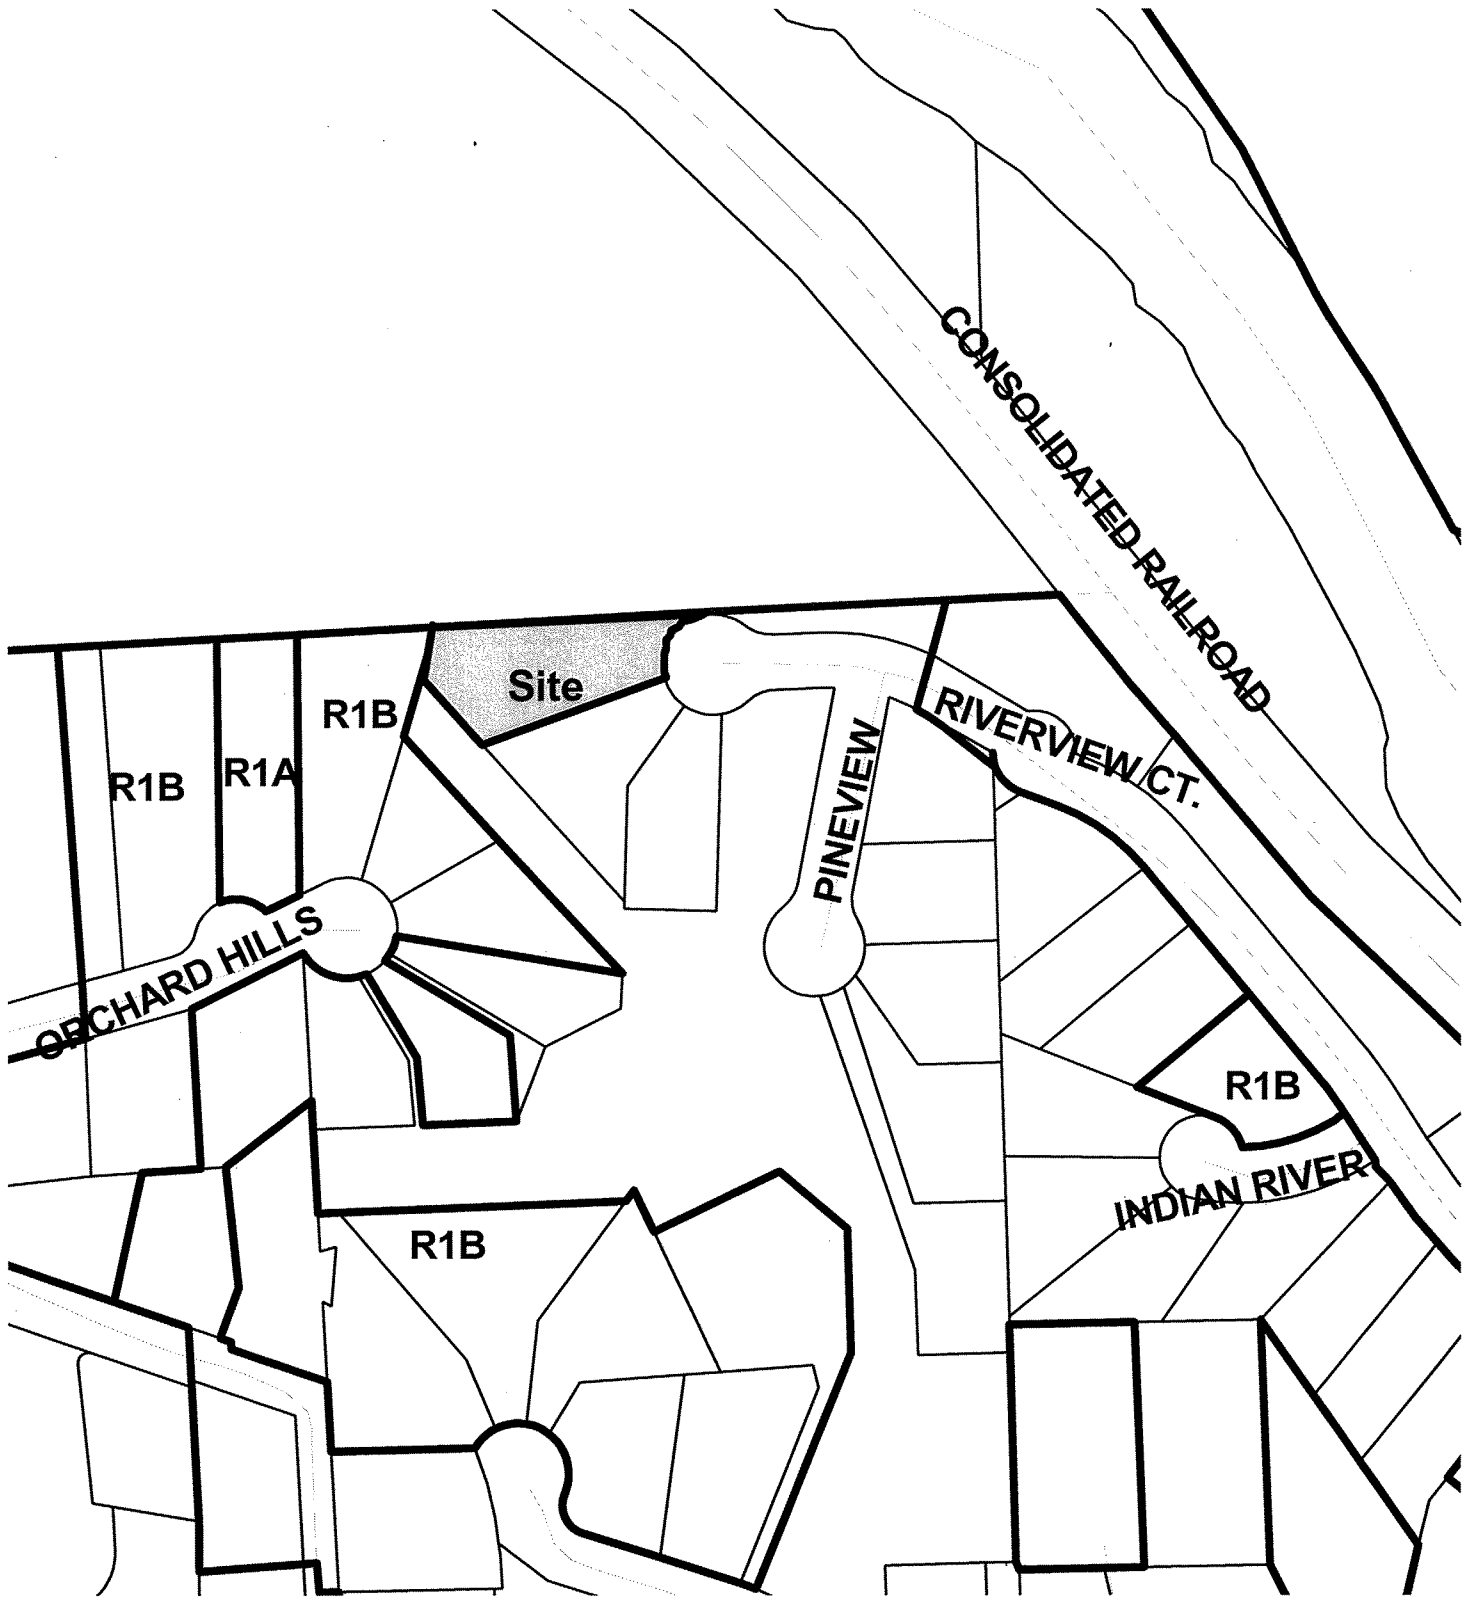 CONSOLIDATED RAILROAD
Site
R1B
R1B
R1A
RIVERVIEW CT.
PINEVIEW
ORCHARD HILLS
R1B
INDIAN RIVER
R1B